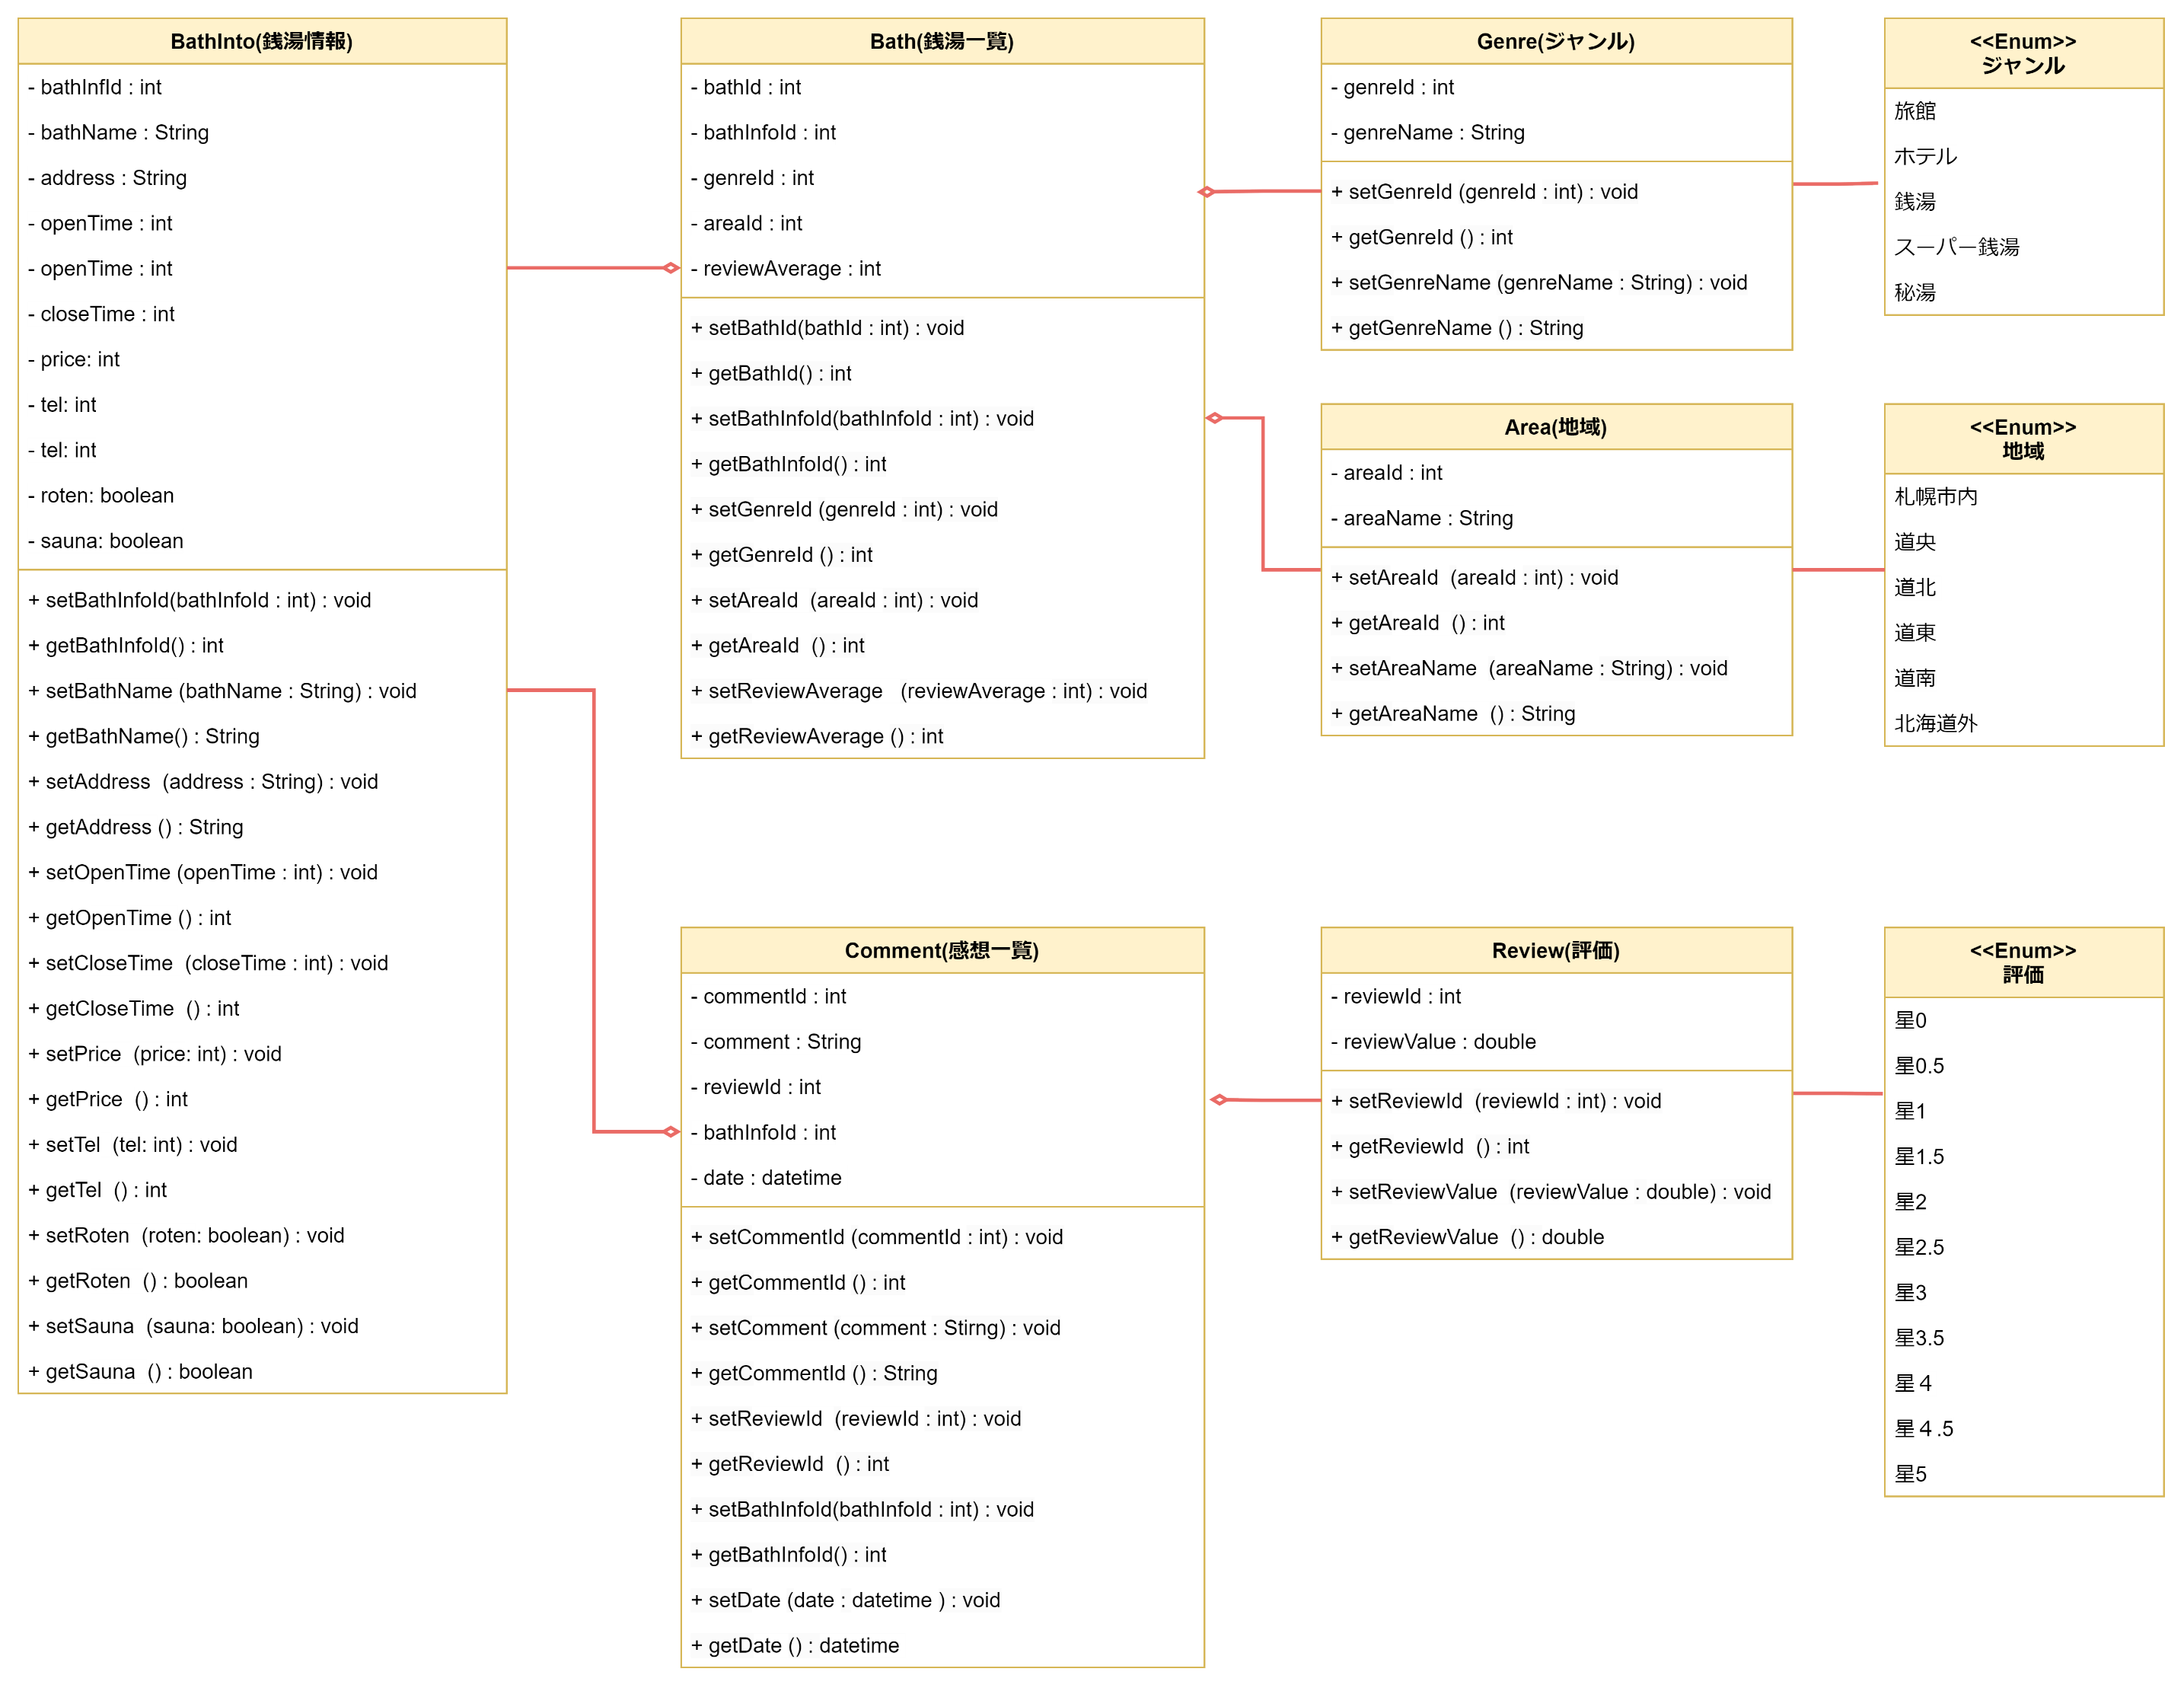 BathInto(銭湯情報)
- bathInfId : int
- bathName : String
- address : String
- openTime : int
- openTime : int
- closeTime : int
- price: int
- tel: int
- tel: int
- roten: boolean
- sauna: boolean
+ setBathInfoId(bathInfoId : int) : void
+ getBathInfoId() : int
+ setBathName (bathName : String) : void
+ getBathName() : String
+ setAddress  (address : String) : void
+ getAddress () : String
+ setOpenTime (openTime : int) : void
+ getOpenTime () : int
+ setCloseTime  (closeTime : int) : void
+ getCloseTime  () : int
+ setPrice  (price: int) : void
+ getPrice  () : int
+ setTel  (tel: int) : void
+ getTel  () : int
+ setRoten  (roten: boolean) : void
+ getRoten  () : boolean
+ setSauna  (sauna: boolean) : void
+ getSauna  () : boolean
Bath(銭湯一覧)
- bathId : int
- bathInfoId : int
- genreId : int
- areaId : int
- reviewAverage : int
+ setBathId(bathId : int) : void
+ getBathId() : int
+ setBathInfoId(bathInfoId : int) : void
+ getBathInfoId() : int
+ setGenreId (genreId : int) : void
+ getGenreId () : int
+ setAreaId  (areaId : int) : void
+ getAreaId  () : int
+ setReviewAverage   (reviewAverage : int) : void
+ getReviewAverage () : int
Genre(ジャンル)
- genreId : int
- genreName : String
+ setGenreId (genreId : int) : void
+ getGenreId () : int
+ setGenreName (genreName : String) : void
+ getGenreName () : String
<<Enum>>
ジャンル
旅館
ホテル
銭湯
スーパー銭湯
秘湯
Area(地域)
- areaId : int
- areaName : String
+ setAreaId  (areaId : int) : void
+ getAreaId  () : int
+ setAreaName  (areaName : String) : void
+ getAreaName  () : String
<<Enum>>
地域
札幌市内
道央
道北
道東
道南
北海道外
Comment(感想一覧)
- commentId : int
- comment : String
- reviewId : int
- bathInfoId : int
- date : datetime
+ setCommentId (commentId : int) : void
+ getCommentId () : int
+ setComment (comment : Stirng) : void
+ getCommentId () : String
+ setReviewId  (reviewId : int) : void
+ getReviewId  () : int
+ setBathInfoId(bathInfoId : int) : void
+ getBathInfoId() : int
+ setDate (date : datetime ) : void
+ getDate () : datetime
Review(評価)
- reviewId : int
- reviewValue : double
+ setReviewId  (reviewId : int) : void
+ getReviewId  () : int
+ setReviewValue  (reviewValue : double) : void
+ getReviewValue  () : double
<<Enum>>
評価
星0
星0.5
星1
星1.5
星2
星2.5
星3
星3.5
星４
星４.5
星5